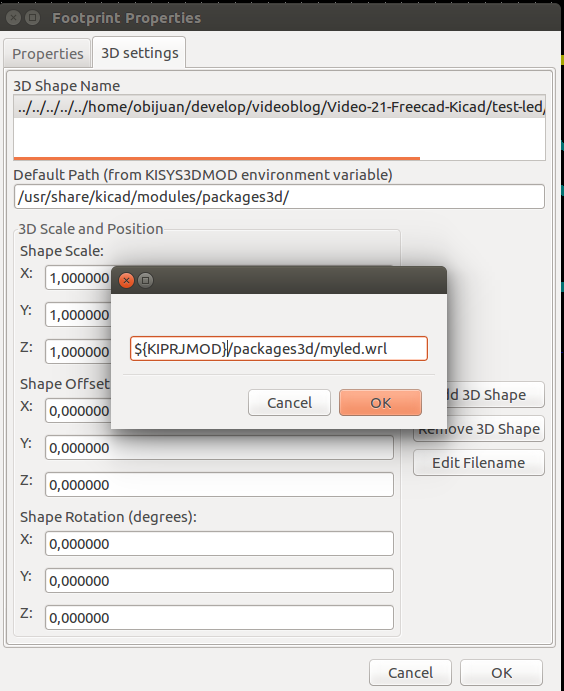 Footprint Properties
Properties
3D settings
3D Shape Name
../../../../../home/obijuan/develop/videoblog/Video-21-Freecad-Kicad/test-led/
Default Path (from KISYS3DMOD environment variable)
/usr/share/kicad/modules/packages3d/
3D Scale and Position
Shape Scale:
X: 1,000000
Y: 1,000000
Z: 1,000000
${KIPRJMOD}/packages3d/myled.wrl
Cancel OK
Shape Offset
X: 0,000000
Y: 0,000000
Z: 0,000000
d 3D Shape
Remove 3D Shape
Edit Filename
Shape Rotation (degrees):
X: 0,000000
Y: 0,000000
Z: 0,000000
Cancel OK